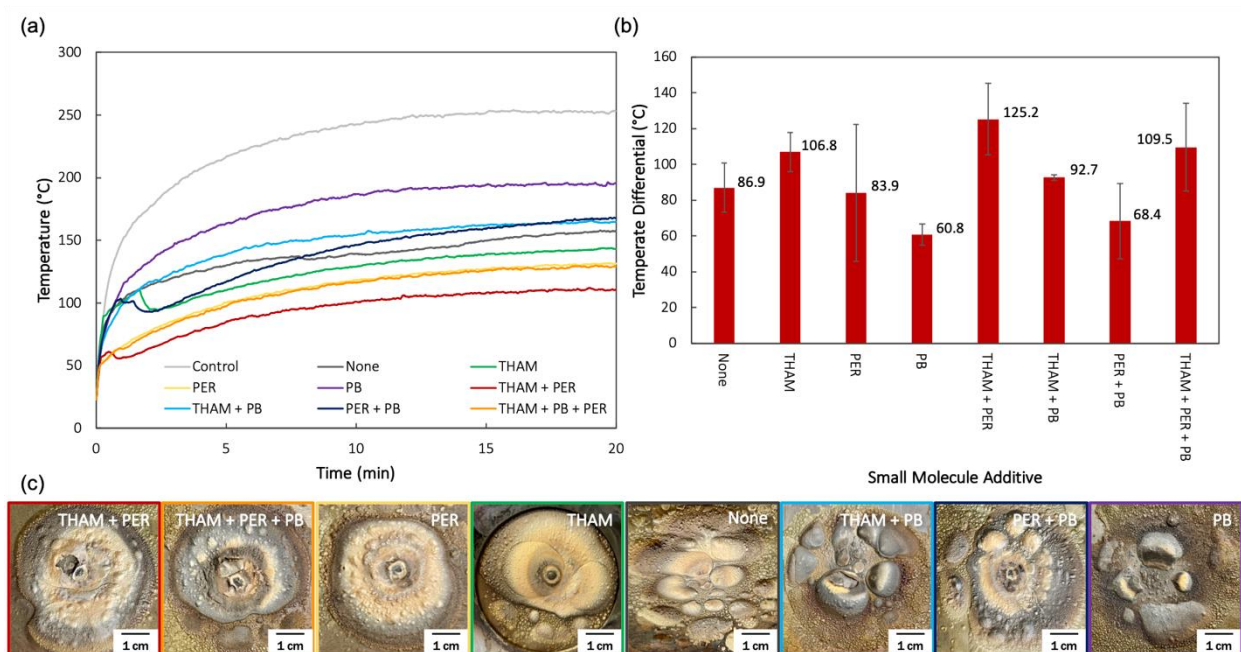 (a)
300
250
200
150
100
50
0
Temperature (°C)
Control
None
THAM
PER
PB
THAM + PER
THAM + PB
PER + PB
THAM + PB + PER
0
5
10
15
20
Time (min)
(b)
160
140
120
100
80
60
40
20
0
Temperate Differential (°C)
86.9
106.8
83.9
60.8
125.2
92.7
68.4
109.5
None
THAM
PER
PB
THAM + PER
THAM + PB
PER + PB
THAM + PER + PB
Small Molecule Additive
(c)
THAM + PER
1 cm
THAM + PER + PB
1 cm
PER
1 cm
THAM
1 cm
None
1 cm
THAM + PB
1 cm
PER + PB
1 cm
PB
1 cm